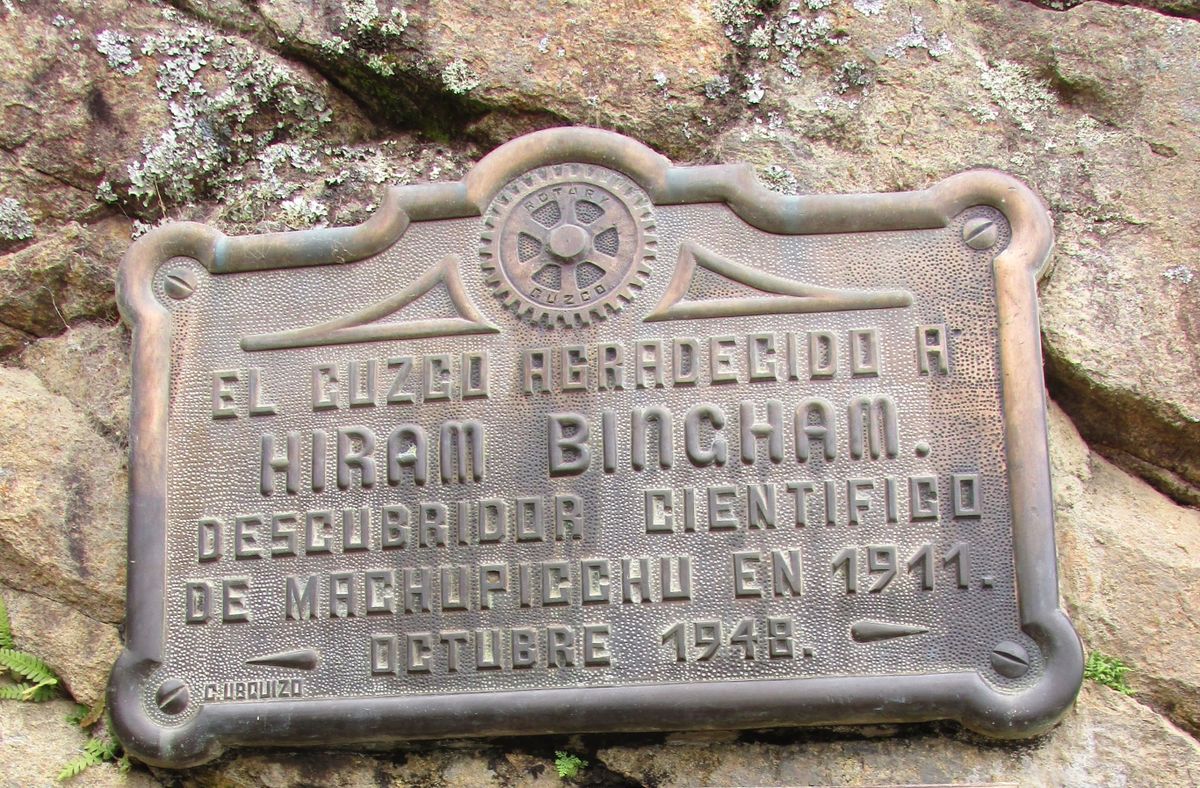 ROTARY
CUZCO
EL CUZCO AGRADECIDO A
HIRAM BINGHAM.
DESCUBRIDOR CIENTIFICO
DE MACHUPICCHU EN 1911.
OCTUBRE 1948.
C. URQUIZO